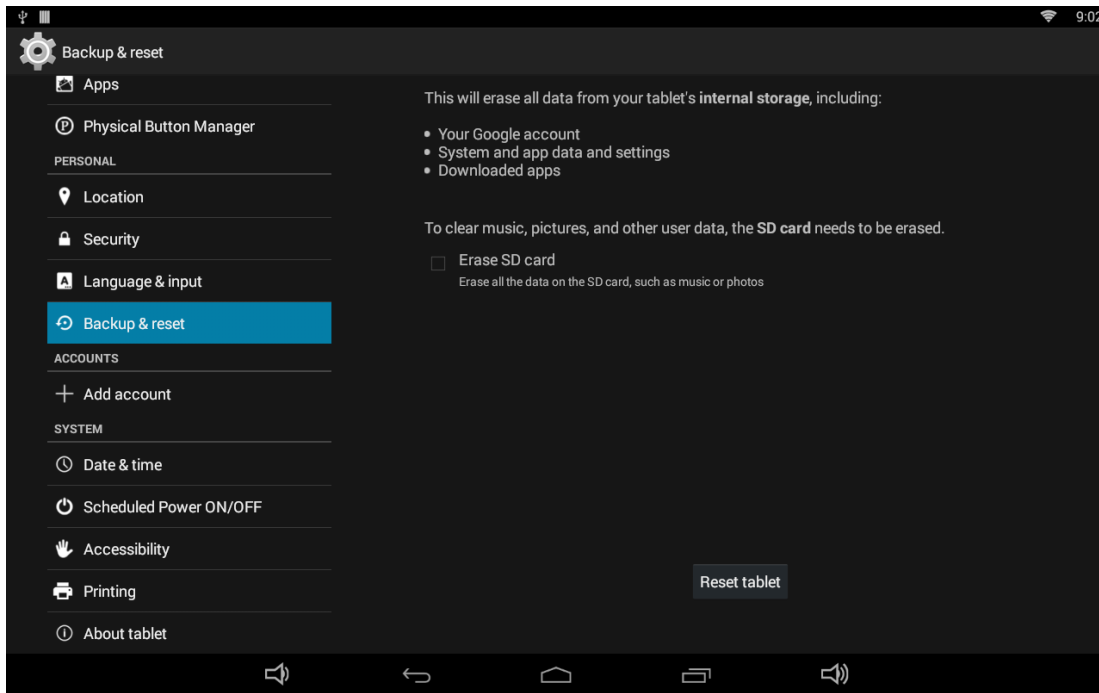 9:02
Backup & reset
Apps
Physical Button Manager
PERSONAL
Location
Security
Language & input
Backup & reset
ACCOUNTS
Add account
SYSTEM
Date & time
Scheduled Power ON/OFF
Accessibility
Printing
About tablet
This will erase all data from your tablet's internal storage, including:
• Your Google account
• System and app data and settings
• Downloaded apps
To clear music, pictures, and other user data, the SD card needs to be erased.
Erase SD card
Erase all the data on the SD card, such as music or photos
Reset tablet